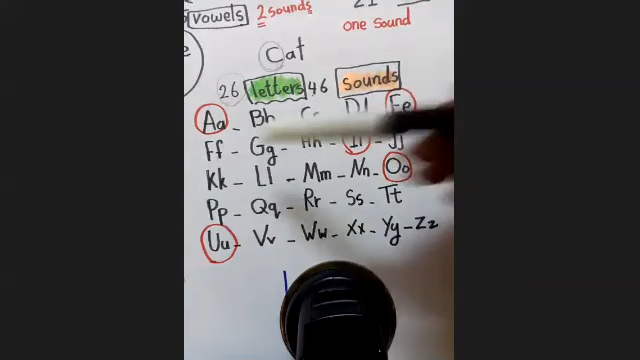 vowels 2 sounds 21
one sound
Cat
26 letters 46 sounds
Aa - Bb Ee
Ff - Gg - Hh Ii - Jj
Kk - Ll - Mm - Nn - Oo
Pp - Qq - Rr - Ss - Tt
Uu - Vv - Ww - Xx - Yy - Zz